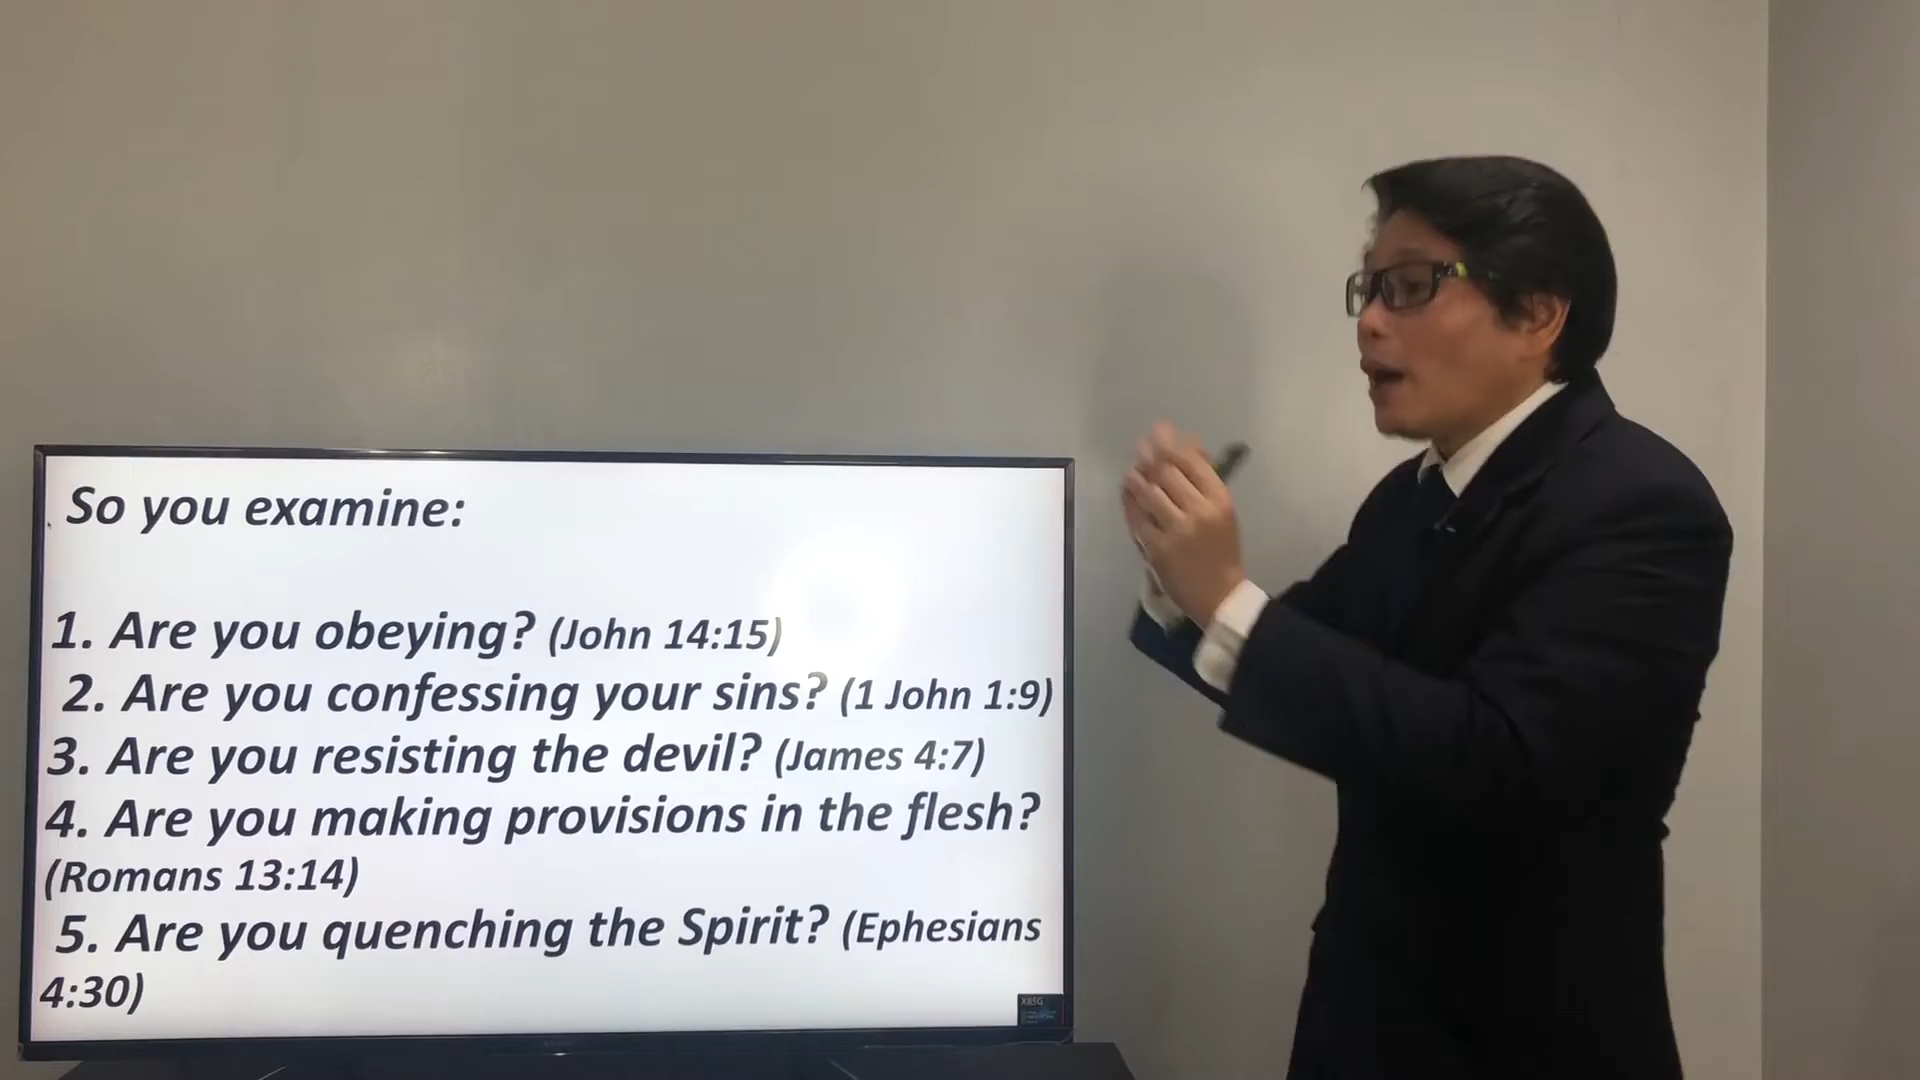 So you examine:
1. Are you obeying? (John 14:15)
2. Are you confessing your sins? (1 John 1:9)
3. Are you resisting the devil? (James 4:7)
4. Are you making provisions in the flesh?
(Romans 13:14)
5. Are you quenching the Spirit? (Ephesians
4:30)
X85G